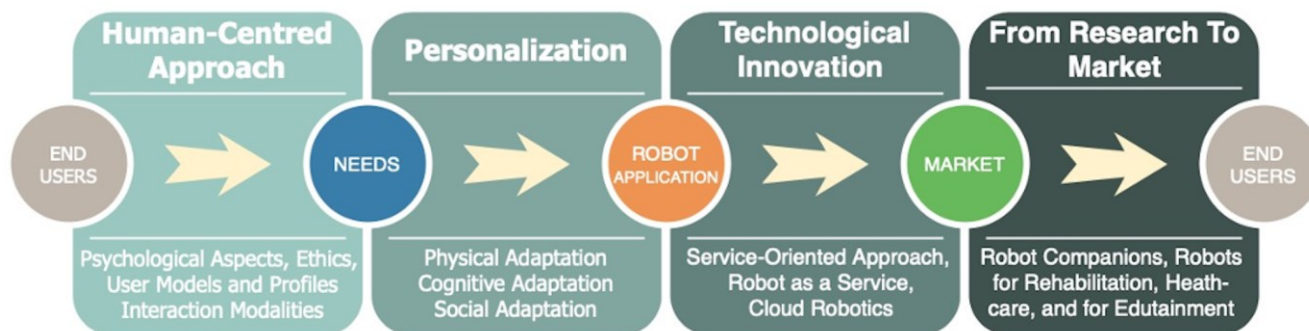 Human-Centred
Approach
Personalization
Technological
Innovation
From Research To
Market
END
USERS
NEEDS
ROBOT
APPLICATION
MARKET
END
USERS
Psychological Aspects, Ethics,
User Models and Profiles
Interaction Modalities
Physical Adaptation
Cognitive Adaptation
Social Adaptation
Service-Oriented Approach,
Robot as a Service,
Cloud Robotics
Robot Companions, Robots
for Rehabilitation, Heath-
care, and for Edutainment